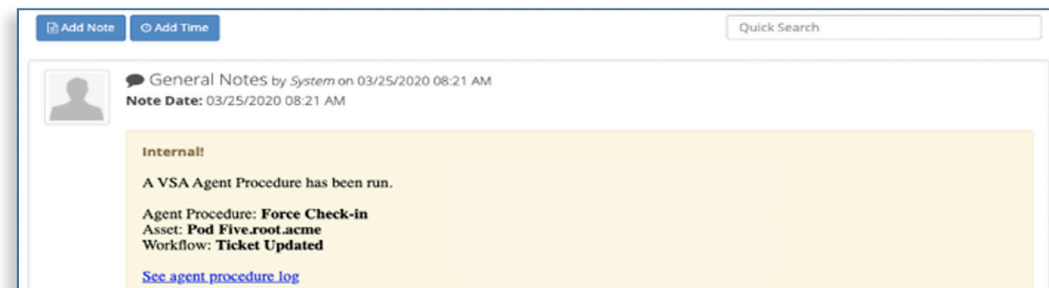 Add Note
Add Time
Quick Search
General Notes by System on 03/25/2020 08:21 AM
Note Date: 03/25/2020 08:21 AM
Internal!
A VSA Agent Procedure has been run.
Agent Procedure: Force Check-in
Asset: Pod Five.root.acme
Workflow: Ticket Updated
See agent procedure log